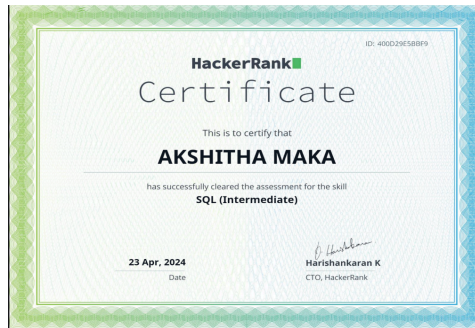 ID: 400D29E5BBF9
HackerRank
Certificate
This is to certify that
AKSHITHA MAKA
has successfully cleared the assessment for the skill
SQL (Intermediate)
23 Apr, 2024
Date
Harishankaran K
CTO, HackerRank